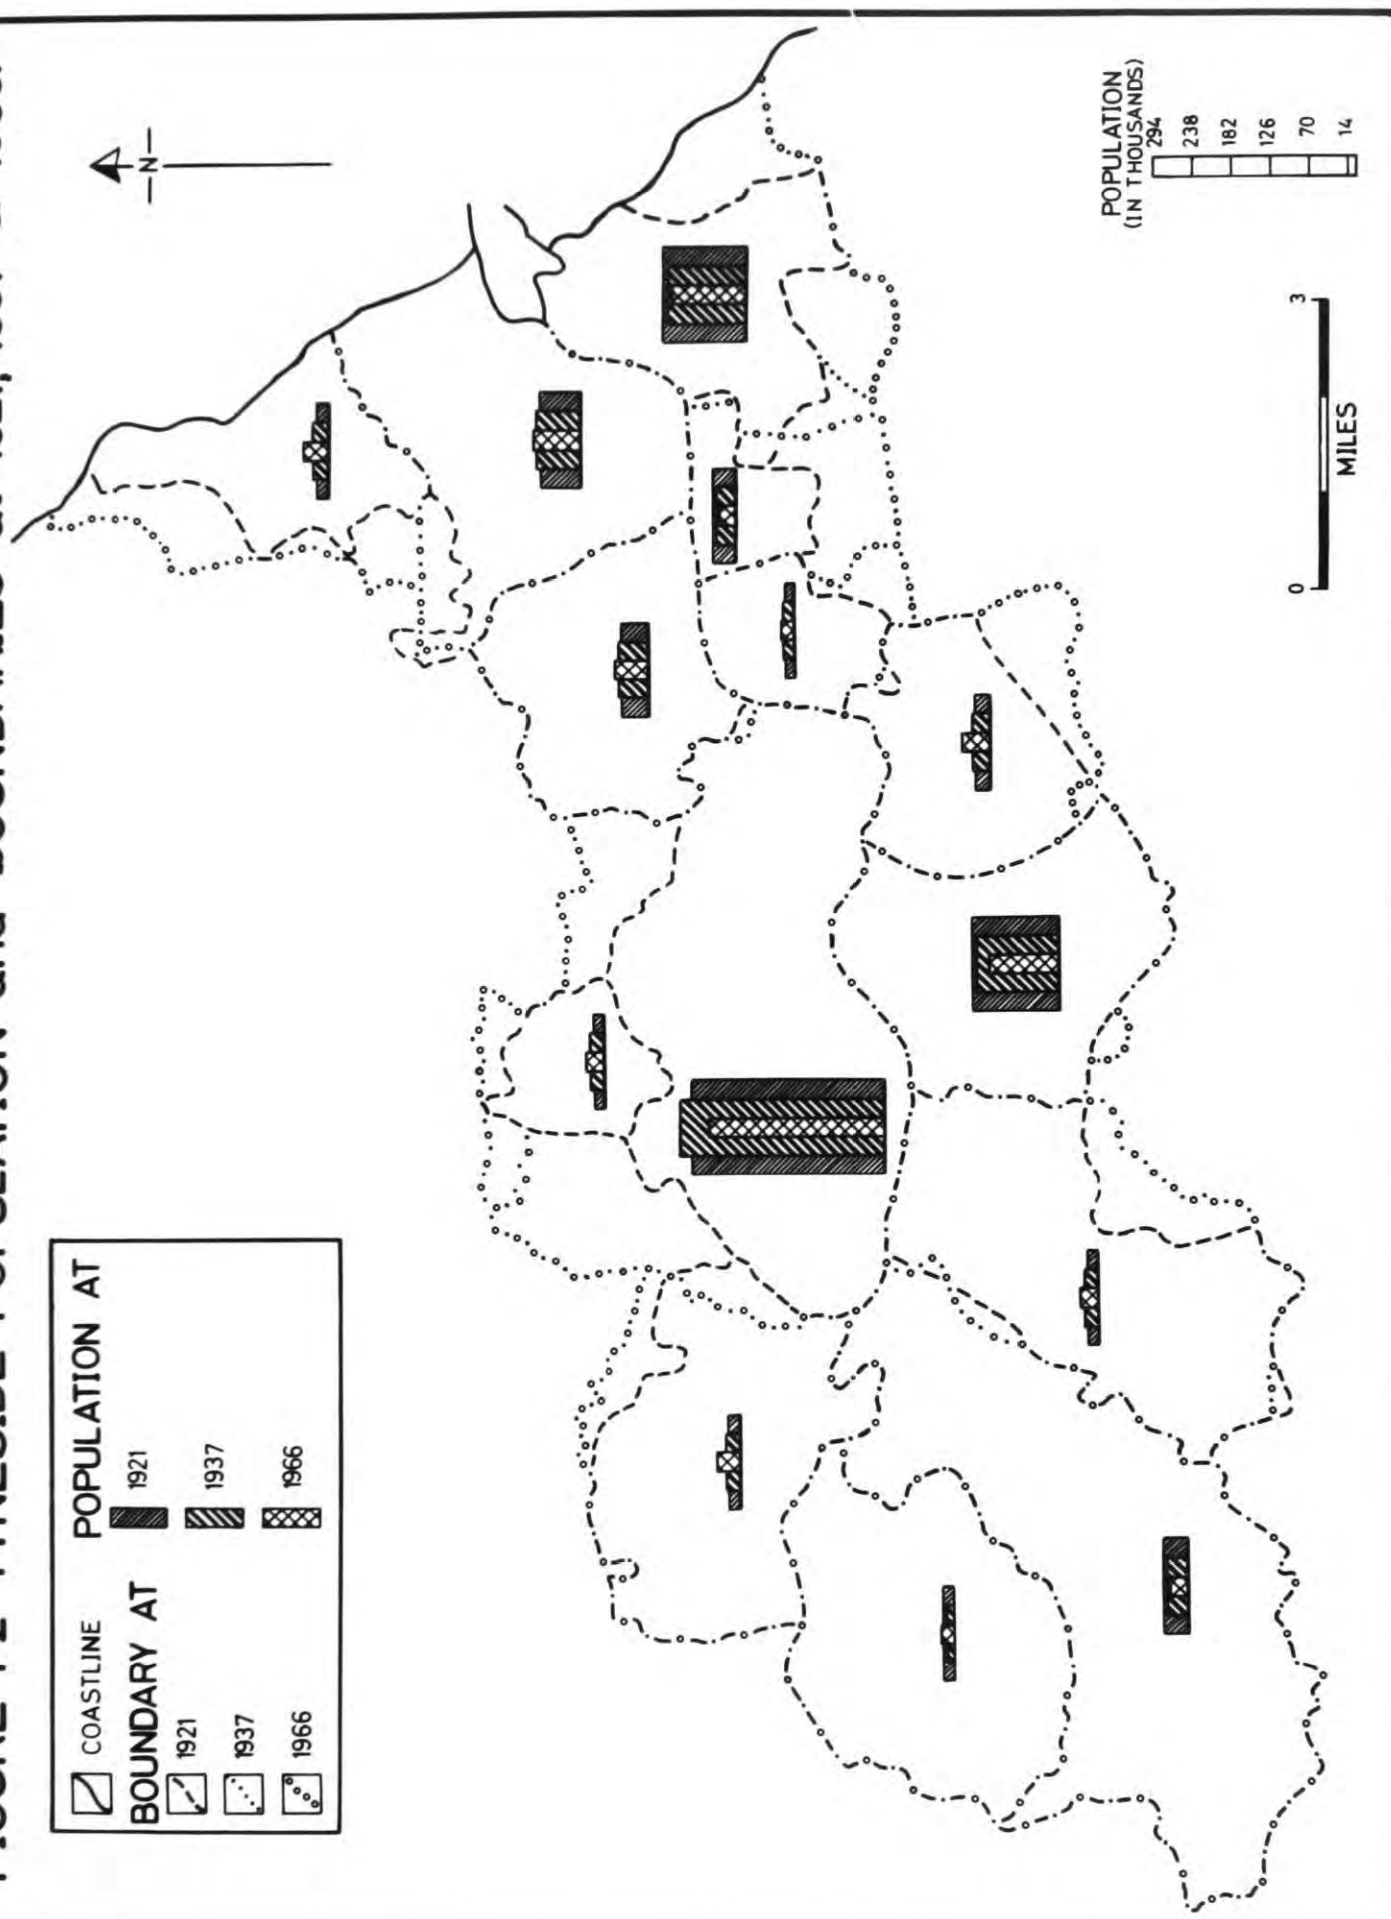 COASTLINE
BOUNDARY AT
1921
1937
1966
POPULATION AT
1921
1937
1966
—N—
POPULATION
(IN THOUSANDS)
294
238
182
126
70
14
0 3
MILES